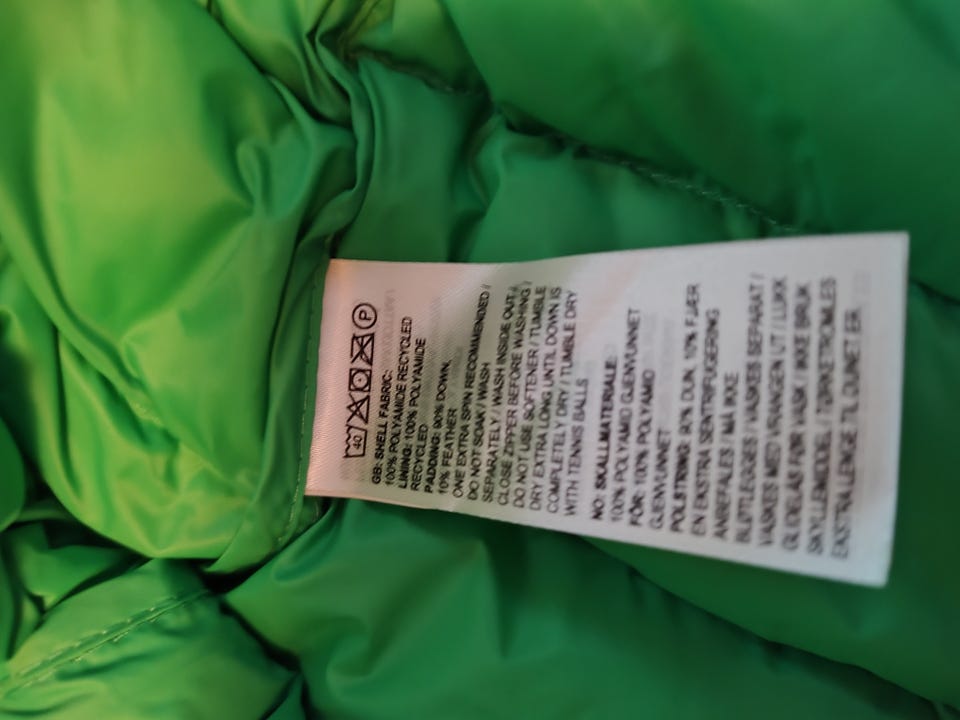 40 P
GB: SHELL FABRIC:
100% POLYAMIDE RECYCLED
LINING: 100% POLYAMIDE
RECYCLED
PADDING: 90% DOWN,
10% FEATHER
ONE EXTRA SPIN RECOMMENDED /
DO NOT SOAK / WASH
SEPARATELY / WASH INSIDE OUT /
CLOSE ZIPPER BEFORE WASHING /
DO NOT USE SOFTENER / TUMBLE
DRY EXTRA LONG UNTIL DOWN IS
COMPLETELY DRY / TUMBLE DRY
WITH TENNIS BALLS
NO: SKALLMATERIALE:
100% POLYAMID GJENVUNNET
FÔR: 100% POLYAMID
GJENVUNNET
POLSTRING: 90% DUN, 10% FJÆR
EN EKSTRA SENTRIFUGERING
ANBEFALES / MÅ IKKE
BLØTLEGGES / VASKES SEPARAT /
VASKES MED VRANGEN UT / LUKK
GLIDELÅS FØR VASK / IKKE BRUK
SKYLLEMIDDEL / TØRKETROMLES
EKSTRA LENGE TIL DUNET ER